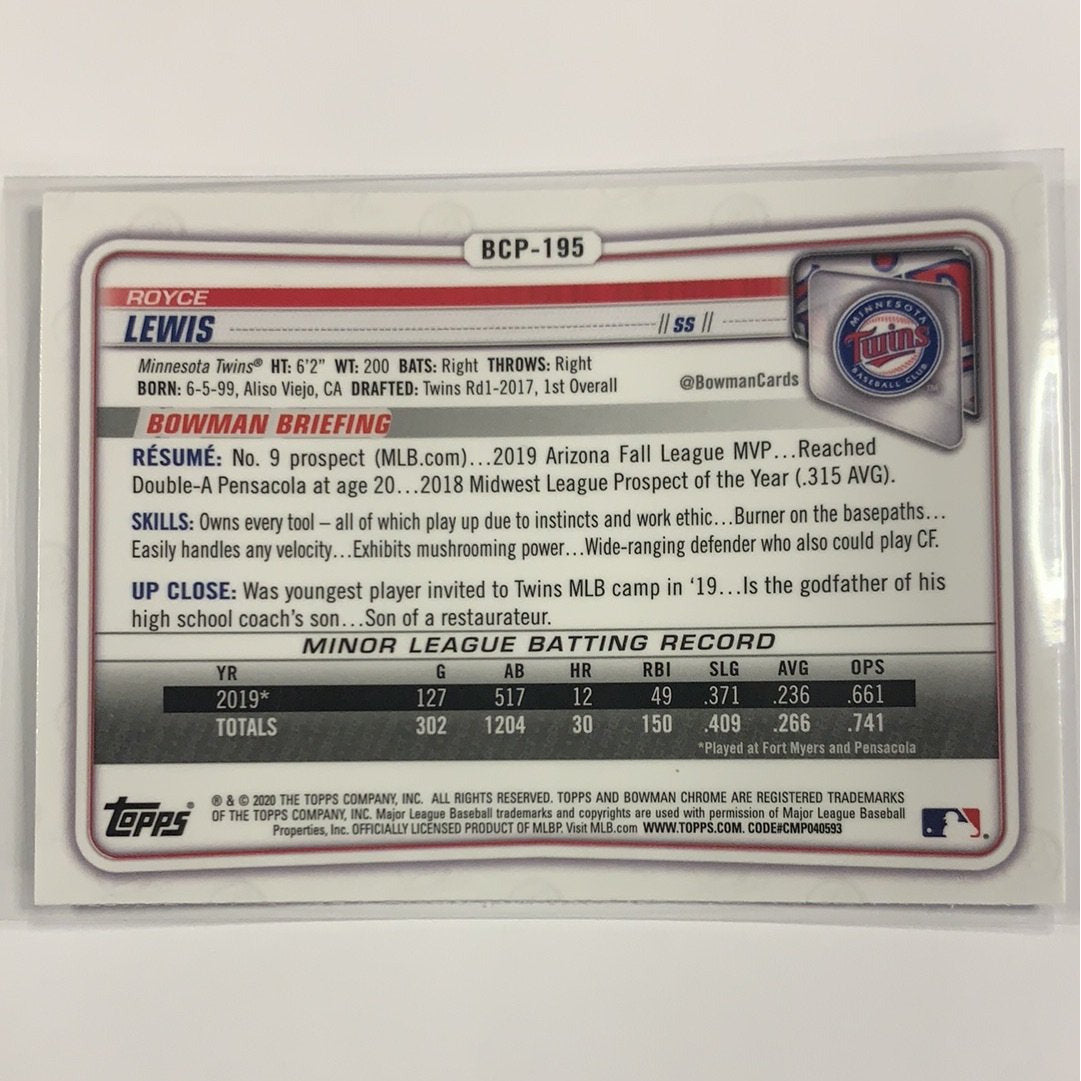 BCP-195
ROYCE
LEWIS // SS //
MINNESOTA
Twins
BASEBALL CLUB
TM
Minnesota Twins® HT: 6'2" WT: 200 BATS: Right THROWS: Right
BORN: 6-5-99, Aliso Viejo, CA DRAFTED: Twins Rd1-2017, 1st Overall
@BowmanCards
BOWMAN BRIEFING
RÉSUMÉ: No. 9 prospect (MLB.com)...2019 Arizona Fall League MVP...Reached
Double-A Pensacola at age 20...2018 Midwest League Prospect of the Year (.315 AVG).
SKILLS: Owns every tool – all of which play up due to instincts and work ethic...Burner on the basepaths...
Easily handles any velocity...Exhibits mushrooming power...Wide-ranging defender who also could play CF.
UP CLOSE: Was youngest player invited to Twins MLB camp in ‘19...Is the godfather of his
high school coach's son...Son of a restaurateur.
MINOR LEAGUE BATTING RECORD
YR G AB HR RBI SLG AVG OPS
2019* 127 517 12 49 .371 .236 .661
TOTALS 302 1204 30 150 .409 .266 .741
*Played at Fort Myers and Pensacola
TOPPS®
® & © 2020 THE TOPPS COMPANY, INC. ALL RIGHTS RESERVED. TOPPS AND BOWMAN CHROME ARE REGISTERED TRADEMARKS
OF THE TOPPS COMPANY, INC. Major League Baseball trademarks and copyrights are used with permission of Major League Baseball
Properties, Inc. OFFICIALLY LICENSED PRODUCT OF MLBP. Visit MLB.com WWW.TOPPS.COM. CODE#CMP040593